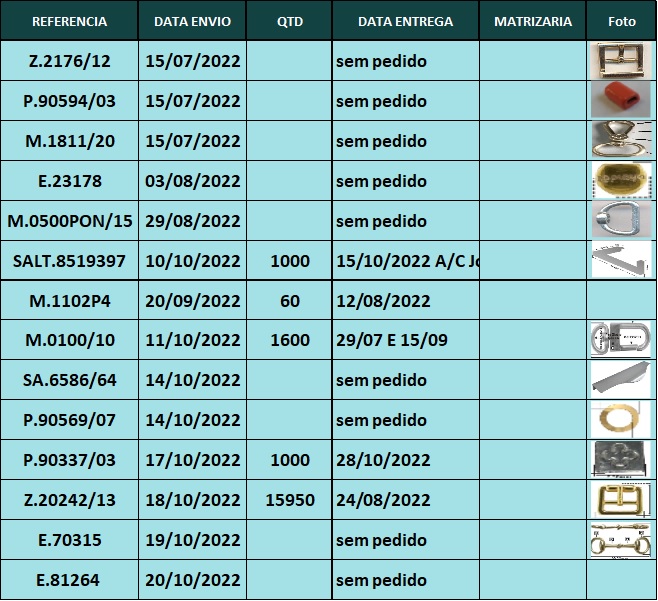 REFERENCIA DATA ENVIO QTD DATA ENTREGA MATRIZARIA Foto
Z.2176/12 15/07/2022 sem pedido
P.90594/03 15/07/2022 sem pedido
M.1811/20 15/07/2022 sem pedido
E.23178 03/08/2022 sem pedido
M.0500PON/15 29/08/2022 sem pedido
SALT.8519397 10/10/2022 1000 15/10/2022 A/C
M.1102P4 20/09/2022 60 12/08/2022
M.0100/10 11/10/2022 1600 29/07 E 15/09
SA.6586/64 14/10/2022 sem pedido
P.90569/07 14/10/2022 sem pedido
P.90337/03 17/10/2022 1000 28/10/2022
Z.20242/13 18/10/2022 15950 24/08/2022
E.70315 19/10/2022 sem pedido
E.81264 20/10/2022 sem pedido